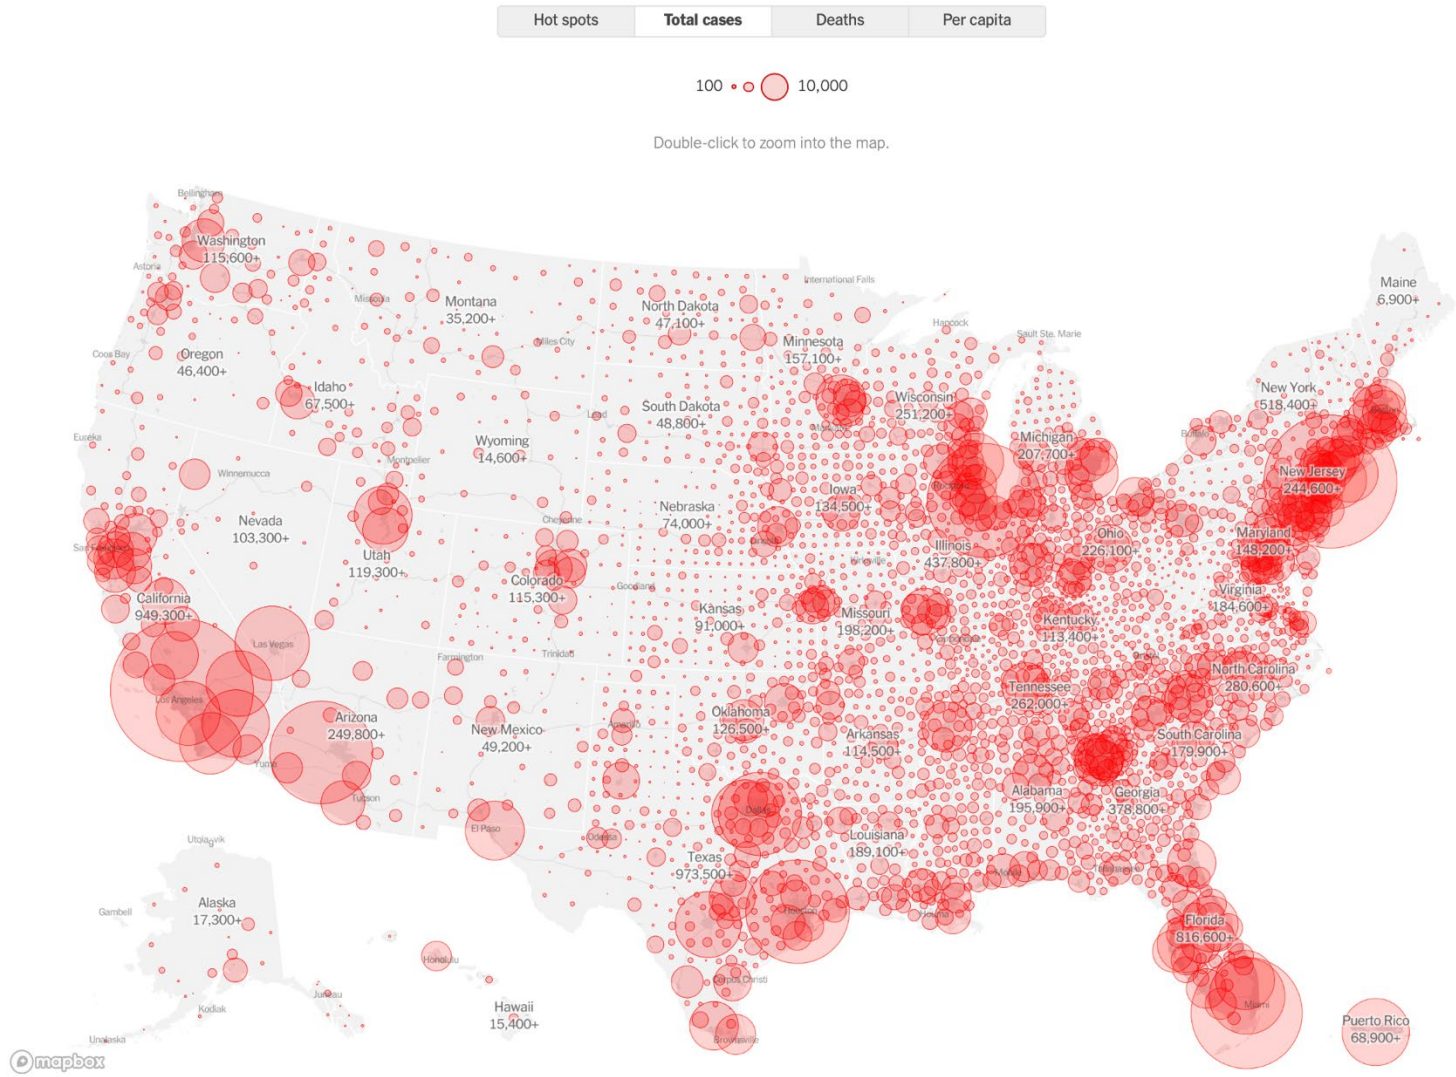 Hot spots
Total cases
Deaths
Per capita
100
10,000
Double-click to zoom into the map.
Bellingham
Washington
115,600+
Astoria
Missoula
Montana
35,200+
North Dakota
47,100+
International Falls
Maine
6,900+
Hancock
Sault Ste. Marie
Miles City
Minnesota
157,100+
Coos Bay
Oregon
46,400+
Idaho
67,500+
South Dakota
48,800+
Wisconsin
251,200+
New York
518,400+
Eureka
Wyoming
14,600+
Michigan
207,700+
Montpelier
Winnemucca
New Jersey
244,600+
Rockford
Iowa
134,500+
Nebraska
74,000+
Cheyenne
Nevada
103,300+
Utah
119,300+
Ohio
226,100+
Maryland
148,200+
Illinois
437,800+
Colorado
115,300+
Goodland
Kirksville
California
949,300+
Kansas
91,000+
Missouri
198,200+
Kentucky
113,400+
Virginia
184,600+
Las Vegas
Farmington
Trinidad
Los Angeles
North Carolina
280,600+
Tennessee
262,000+
Arizona
249,800+
New Mexico
49,200+
Amarillo
Oklahoma
126,500+
Arkansas
114,500+
South Carolina
179,900+
Yuma
Tucson
Dallas
Alabama
195,900+
Georgia
378,800+
El Paso
Odessa
Louisiana
189,100+
Texas
973,500+
Mobile
Tallahassee
Alaska
17,300+
Gambell
Houston
Houma
Florida
816,600+
Honolulu
Corpus Christi
Juneau
Kodiak
Hawaii
15,400+
Miami
Puerto Rico
68,900+
Unalaska
Brownsville
mapbox